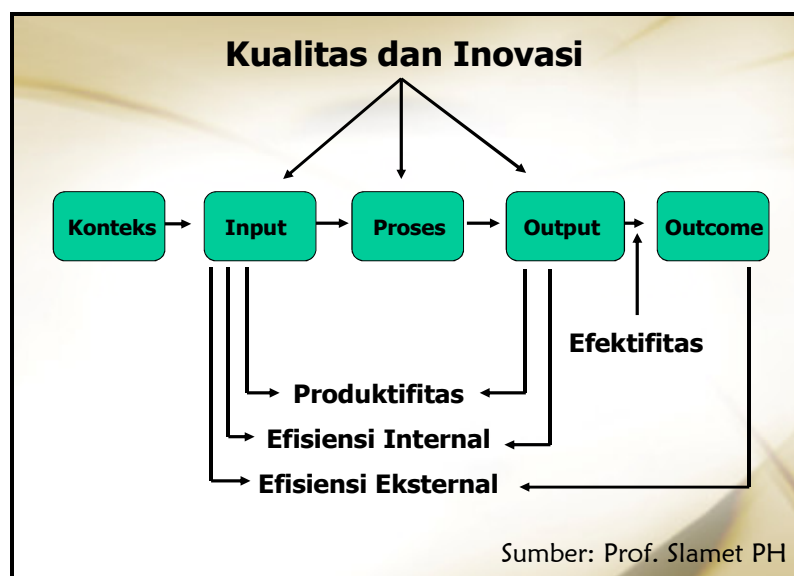 Kualitas dan Inovasi
Konteks
Input
Proses
Output
Outcome
Efektifitas
Produktifitas
Efisiensi Internal
Efisiensi Eksternal
Sumber: Prof. Slamet PH